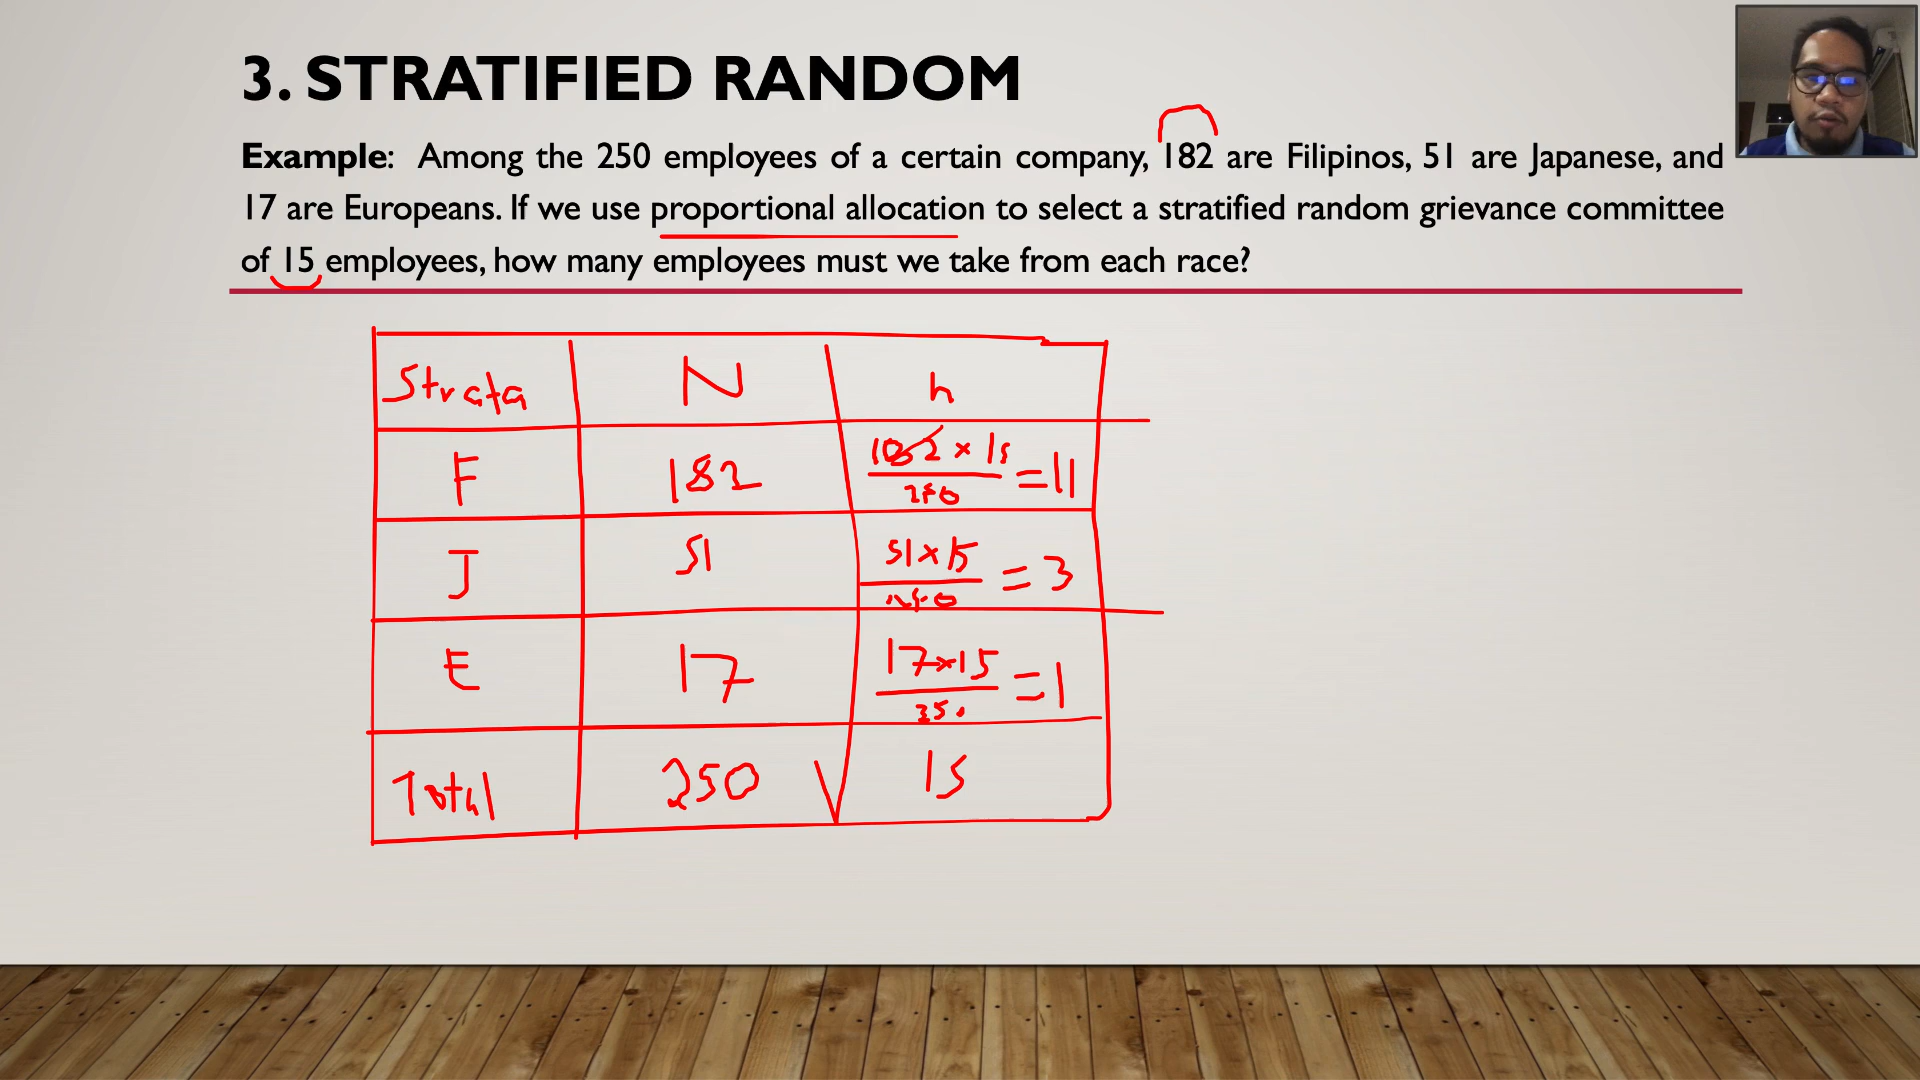 3. STRATIFIED RANDOM
Example: Among the 250 employees of a certain company, 182 are Filipinos, 51 are Japanese, and
17 are Europeans. If we use proportional allocation to select a stratified random grievance committee
of 15 employees, how many employees must we take from each race?
Strata N n
F 182 182 × 15 / 250 = 11
J 51 51 × 15 / 250 = 3
E 17 17 × 15 / 250 = 1
Total 250 15